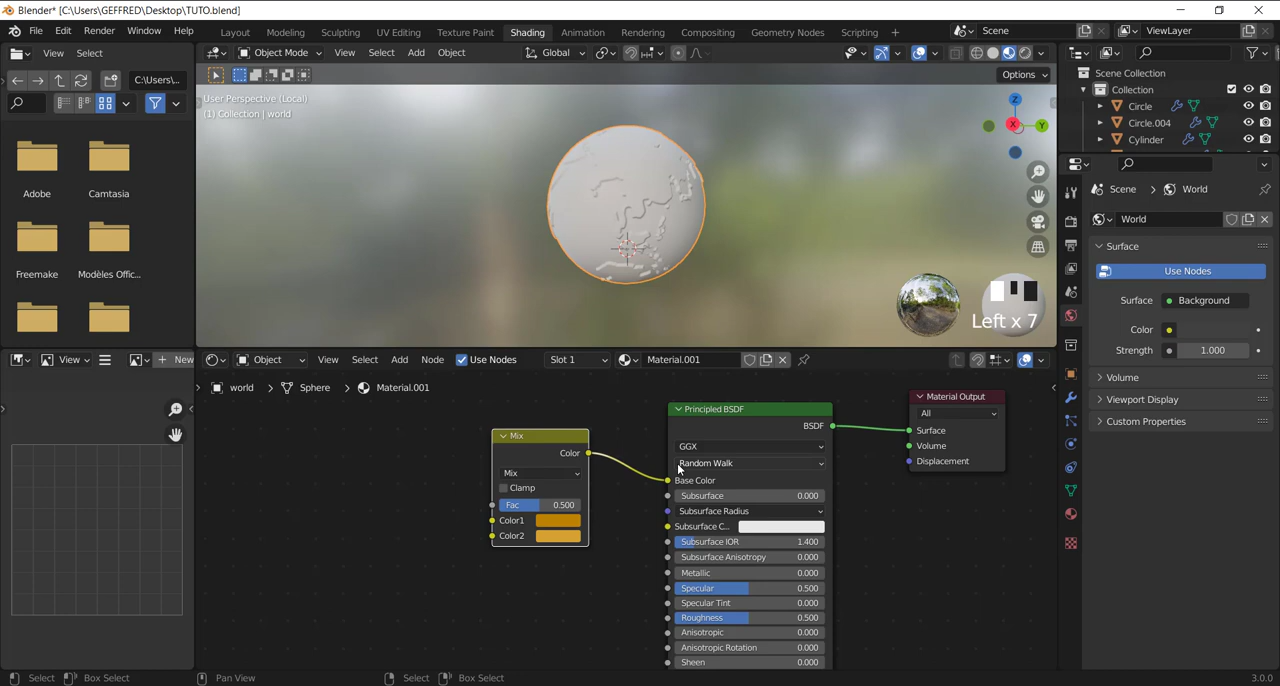 Blender* [C:\Users\GEFFRED\Desktop\TUTO.blend]
File Edit Render Window Help
Layout Modeling Sculpting UV Editing Texture Paint Shading Animation Rendering Compositing Geometry Nodes Scripting +
Scene
ViewLayer
View Select
Object Mode View Select Add Object
Global
C:\Users\...
Options
User Perspective (Local)
(1) Collection | world
Adobe
Camtasia
Freemake
Modèles Offic...
Z
X
Y
Left x 7
Scene Collection
Collection
Circle
Circle.004
Cylinder
Scene > World
World
Surface
Use Nodes
Surface Background
Color
Strength 1.000
Volume
Viewport Display
Custom Properties
View
New
Object View Select Add Node Use Nodes Slot 1 Material.001
world > Sphere > Material.001
Mix
Color
Mix
Clamp
Fac 0.500
Color1
Color2
Principled BSDF
BSDF
GGX
Random Walk
Base Color
Subsurface 0.000
Subsurface Radius
Subsurface C...
Subsurface IOR 1.400
Subsurface Anisotropy 0.000
Metallic 0.000
Specular 0.500
Specular Tint 0.000
Roughness 0.500
Anisotropic 0.000
Anisotropic Rotation 0.000
Sheen 0.000
Material Output
All
Surface
Volume
Displacement
Select Box Select Pan View Select Box Select 3.0.0